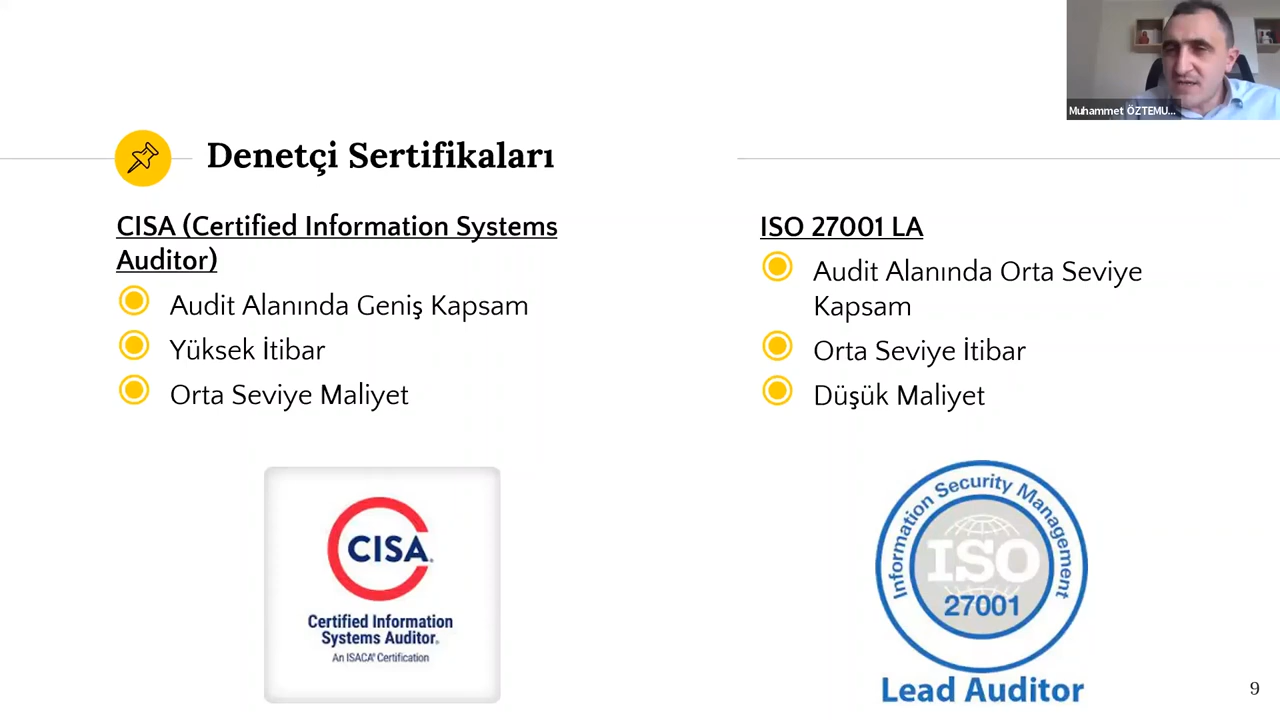 Muhammet ÖZTEMU...
Denetçi Sertifikaları
CISA (Certified Information Systems
Auditor)
Audit Alanında Geniş Kapsam
Yüksek İtibar
Orta Seviye Maliyet
ISO 27001 LA
Audit Alanında Orta Seviye
Kapsam
Orta Seviye İtibar
Düşük Maliyet
CISA®
Certified Information
Systems Auditor®
An ISACA® Certification
Information Security Management
ISO
27001
Lead Auditor
9